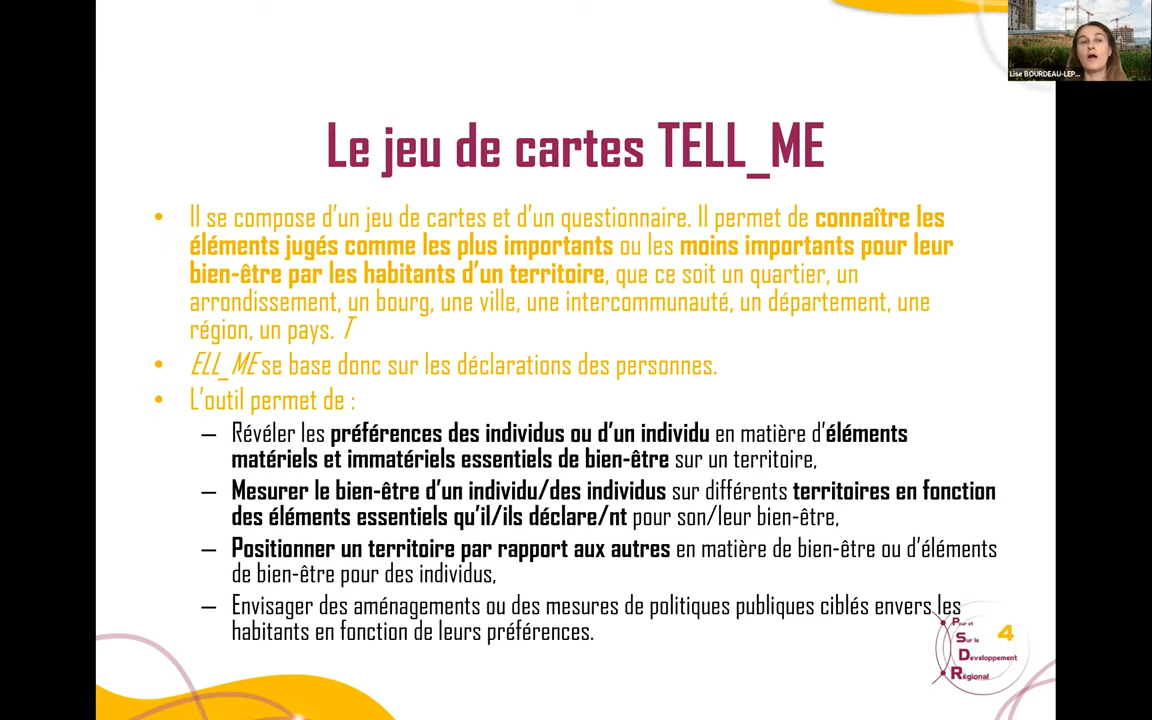 Lise BOURDEAU-LEP...
Le jeu de cartes TELL_ME
• Il se compose d'un jeu de cartes et d'un questionnaire. Il permet de connaître les
éléments jugés comme les plus importants ou les moins importants pour leur
bien-être par les habitants d'un territoire, que ce soit un quartier, un
arrondissement, un bourg, une ville, une intercommunauté, un département, une
région, un pays. T
• ELL_ME se base donc sur les déclarations des personnes.
• L'outil permet de :
– Révéler les préférences des individus ou d'un individu en matière d'éléments
matériels et immatériels essentiels de bien-être sur un territoire,
– Mesurer le bien-être d'un individu/des individus sur différents territoires en fonction
des éléments essentiels qu'il/ils déclare/nt pour son/leur bien-être,
– Positionner un territoire par rapport aux autres en matière de bien-être ou d'éléments
de bien-être pour des individus,
– Envisager des aménagements ou des mesures de politiques publiques ciblés envers les
habitants en fonction de leurs préférences.
Pour et
Sur le 4
Developpement
Régional